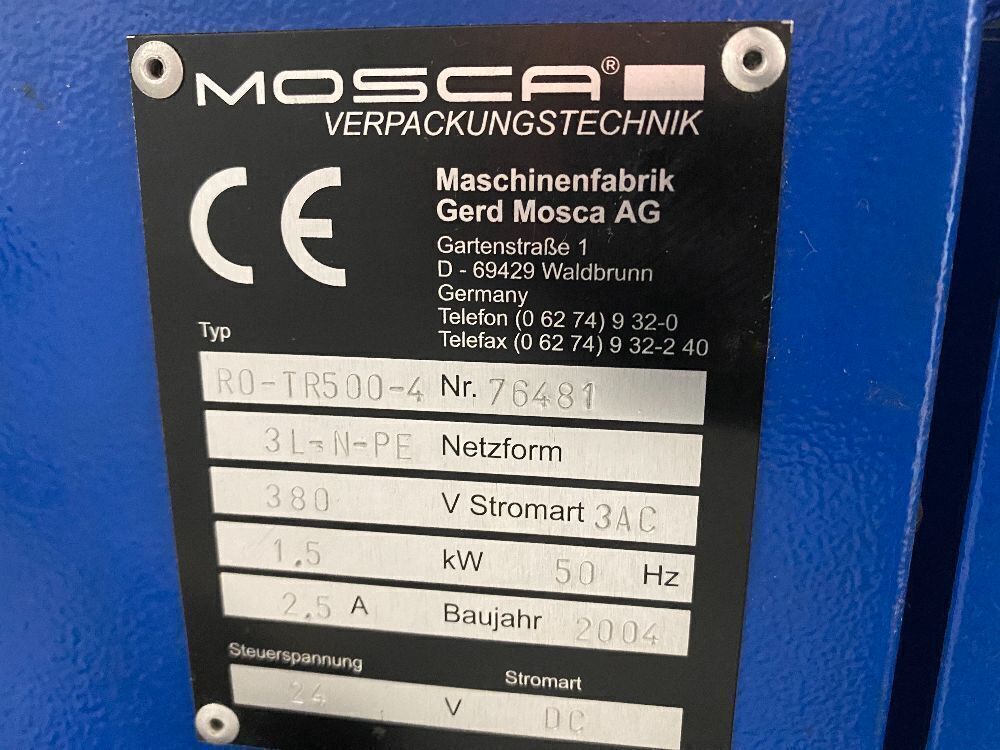 MOSCA®
VERPACKUNGSTECHNIK
CE
Maschinenfabrik
Gerd Mosca AG
Gartenstraße 1
D - 69429 Waldbrunn
Germany
Telefon (0 62 74) 9 32-0
Telefax (0 62 74) 9 32-2 40
Typ
RO-TR500-4 Nr. 76481
3L-N-PE Netzform
380 V Stromart 3AC
1,5 kW 50 Hz
2,5 A Baujahr 2004
Steuerspannung Stromart
24 V DC